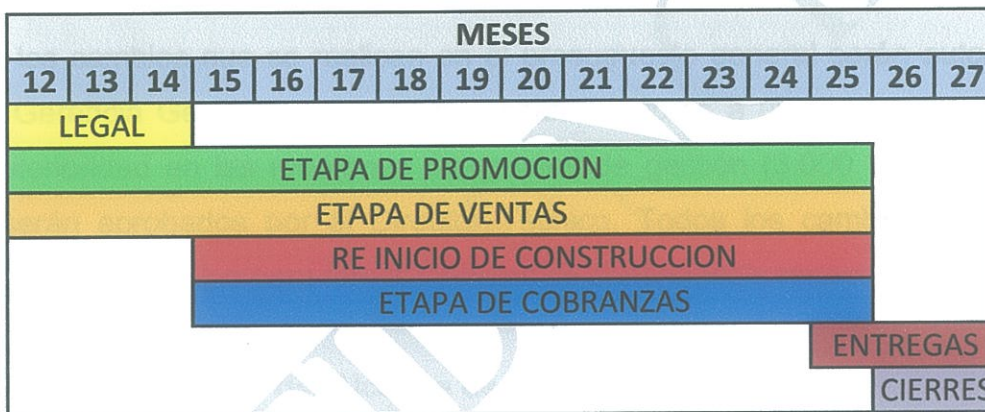 MESES
12 13 14 15 16 17 18 19 20 21 22 23 24 25 26 27
LEGAL
ETAPA DE PROMOCION
ETAPA DE VENTAS
RE INICIO DE CONSTRUCCION
ETAPA DE COBRANZAS
ENTREGAS
CIERRES